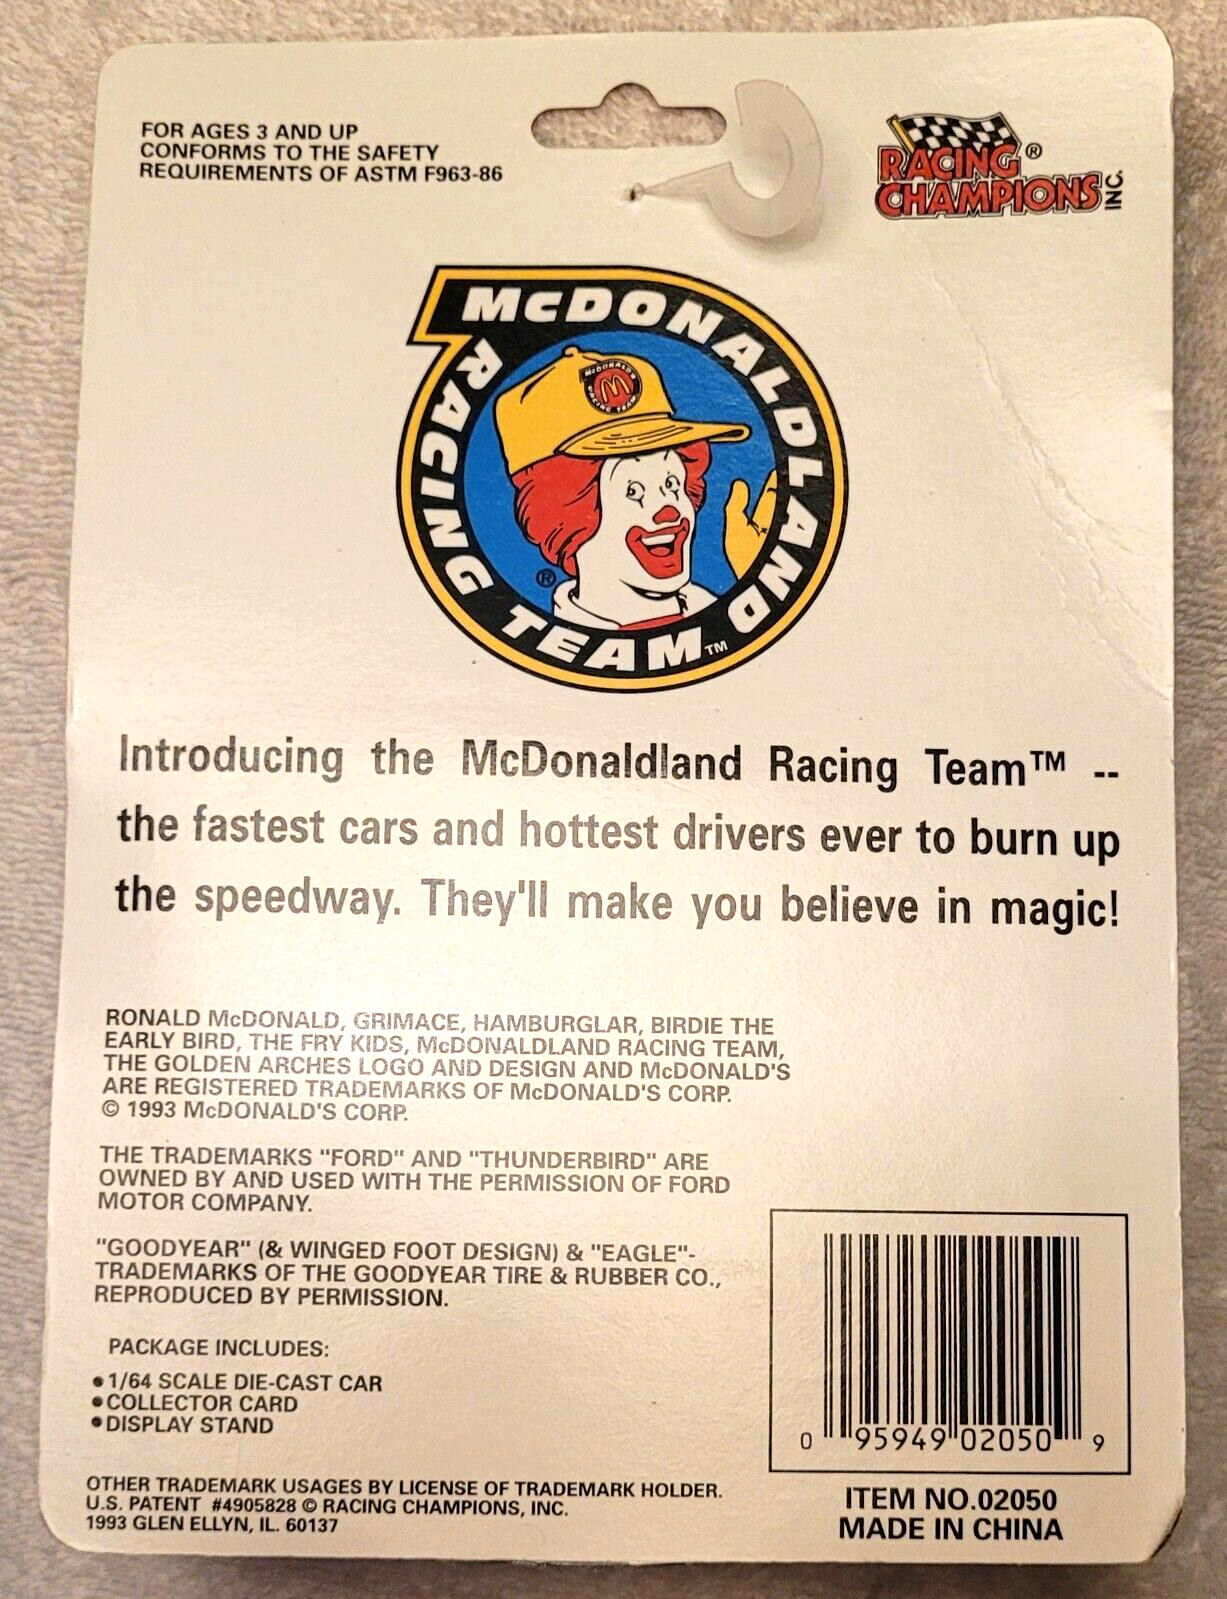 FOR AGES 3 AND UP
CONFORMS TO THE SAFETY
REQUIREMENTS OF ASTM F963-86
RACING ®
CHAMPIONS INC.
McDONALDLAND
RACING TEAM™
McDONALD'S
M
RACING TEAM
®
Introducing the McDonaldland Racing Team™ --
the fastest cars and hottest drivers ever to burn up
the speedway. They'll make you believe in magic!
RONALD McDONALD, GRIMACE, HAMBURGLAR, BIRDIE THE
EARLY BIRD, THE FRY KIDS, McDONALDLAND RACING TEAM,
THE GOLDEN ARCHES LOGO AND DESIGN AND McDONALD'S
ARE REGISTERED TRADEMARKS OF McDONALD'S CORP.
© 1993 McDONALD'S CORP.
THE TRADEMARKS "FORD" AND "THUNDERBIRD" ARE
OWNED BY AND USED WITH THE PERMISSION OF FORD
MOTOR COMPANY.
"GOODYEAR" (& WINGED FOOT DESIGN) & "EAGLE"-
TRADEMARKS OF THE GOODYEAR TIRE & RUBBER CO.,
REPRODUCED BY PERMISSION.
PACKAGE INCLUDES:
•1/64 SCALE DIE-CAST CAR
•COLLECTOR CARD
•DISPLAY STAND
0 95949 02050 9
OTHER TRADEMARK USAGES BY LICENSE OF TRADEMARK HOLDER.
U.S. PATENT #4905828 © RACING CHAMPIONS, INC.
1993 GLEN ELLYN, IL. 60137
ITEM NO.02050
MADE IN CHINA